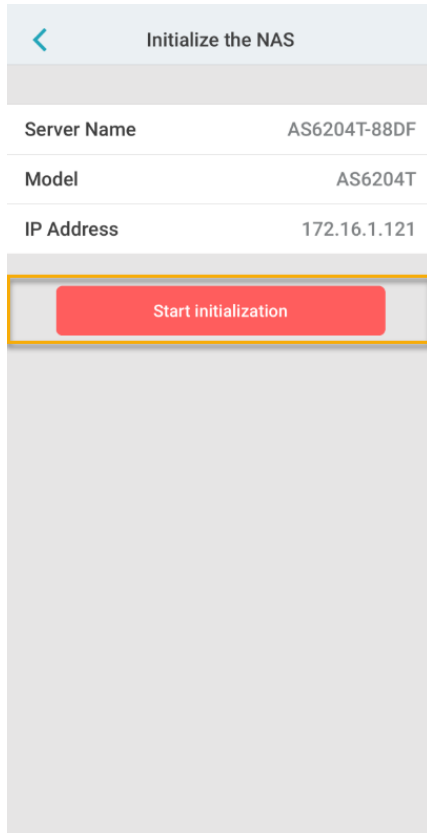 Initialize the NAS
Server Name AS6204T-88DF
Model AS6204T
IP Address 172.16.1.121
Start initialization